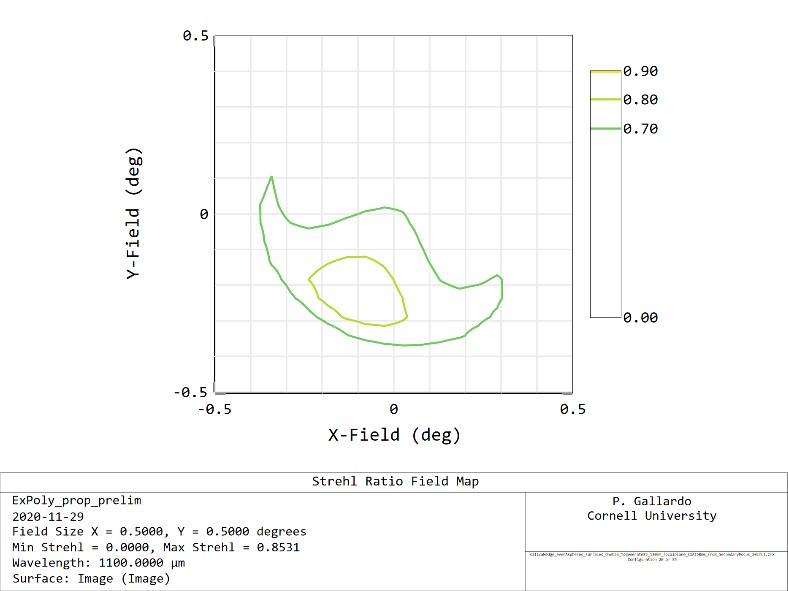 0.5
0
-0.5
Y-Field (deg)
-0.5 0 0.5
X-Field (deg)
0.90
0.80
0.70
0.00
Strehl Ratio Field Map
ExPoly_prop_prelim
2020-11-29
Field Size X = 0.5000, Y = 0.5000 degrees
Min Strehl = 0.0000, Max Strehl = 0.8531
Wavelength: 1100.0000 µm
Surface: Image (Image)
P. Gallardo
Cornell University